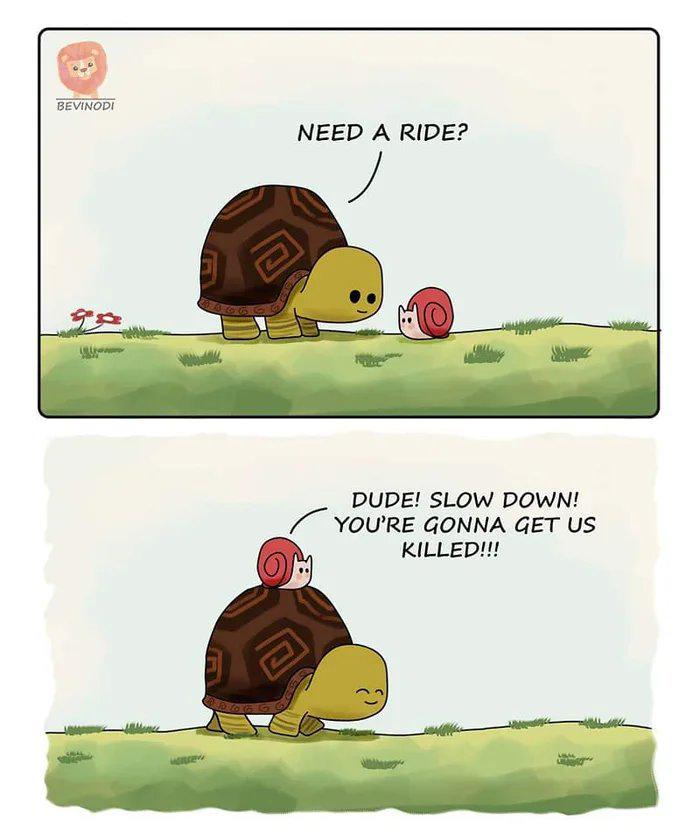 BEVINODI
NEED A RIDE?
DUDE! SLOW DOWN!
YOU'RE GONNA GET US
KILLED!!!